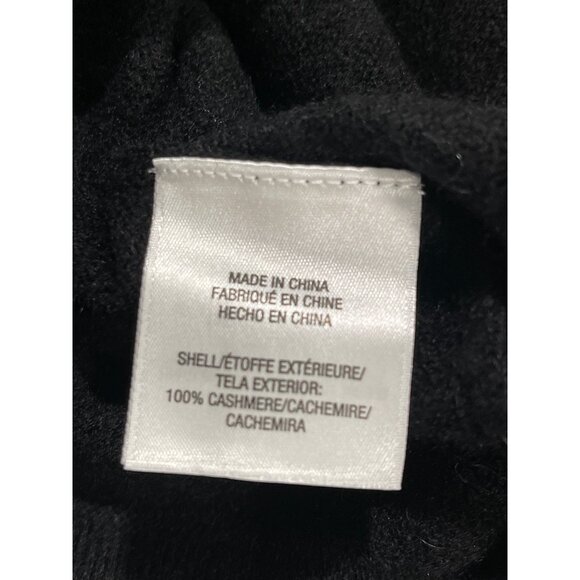 MADE IN CHINA
FABRIQUÉ EN CHINE
HECHO EN CHINA
SHELL/ÉTOFFE EXTÉRIEURE/
TELA EXTERIOR:
100% CASHMERE/CACHEMIRE/
CACHEMIRA